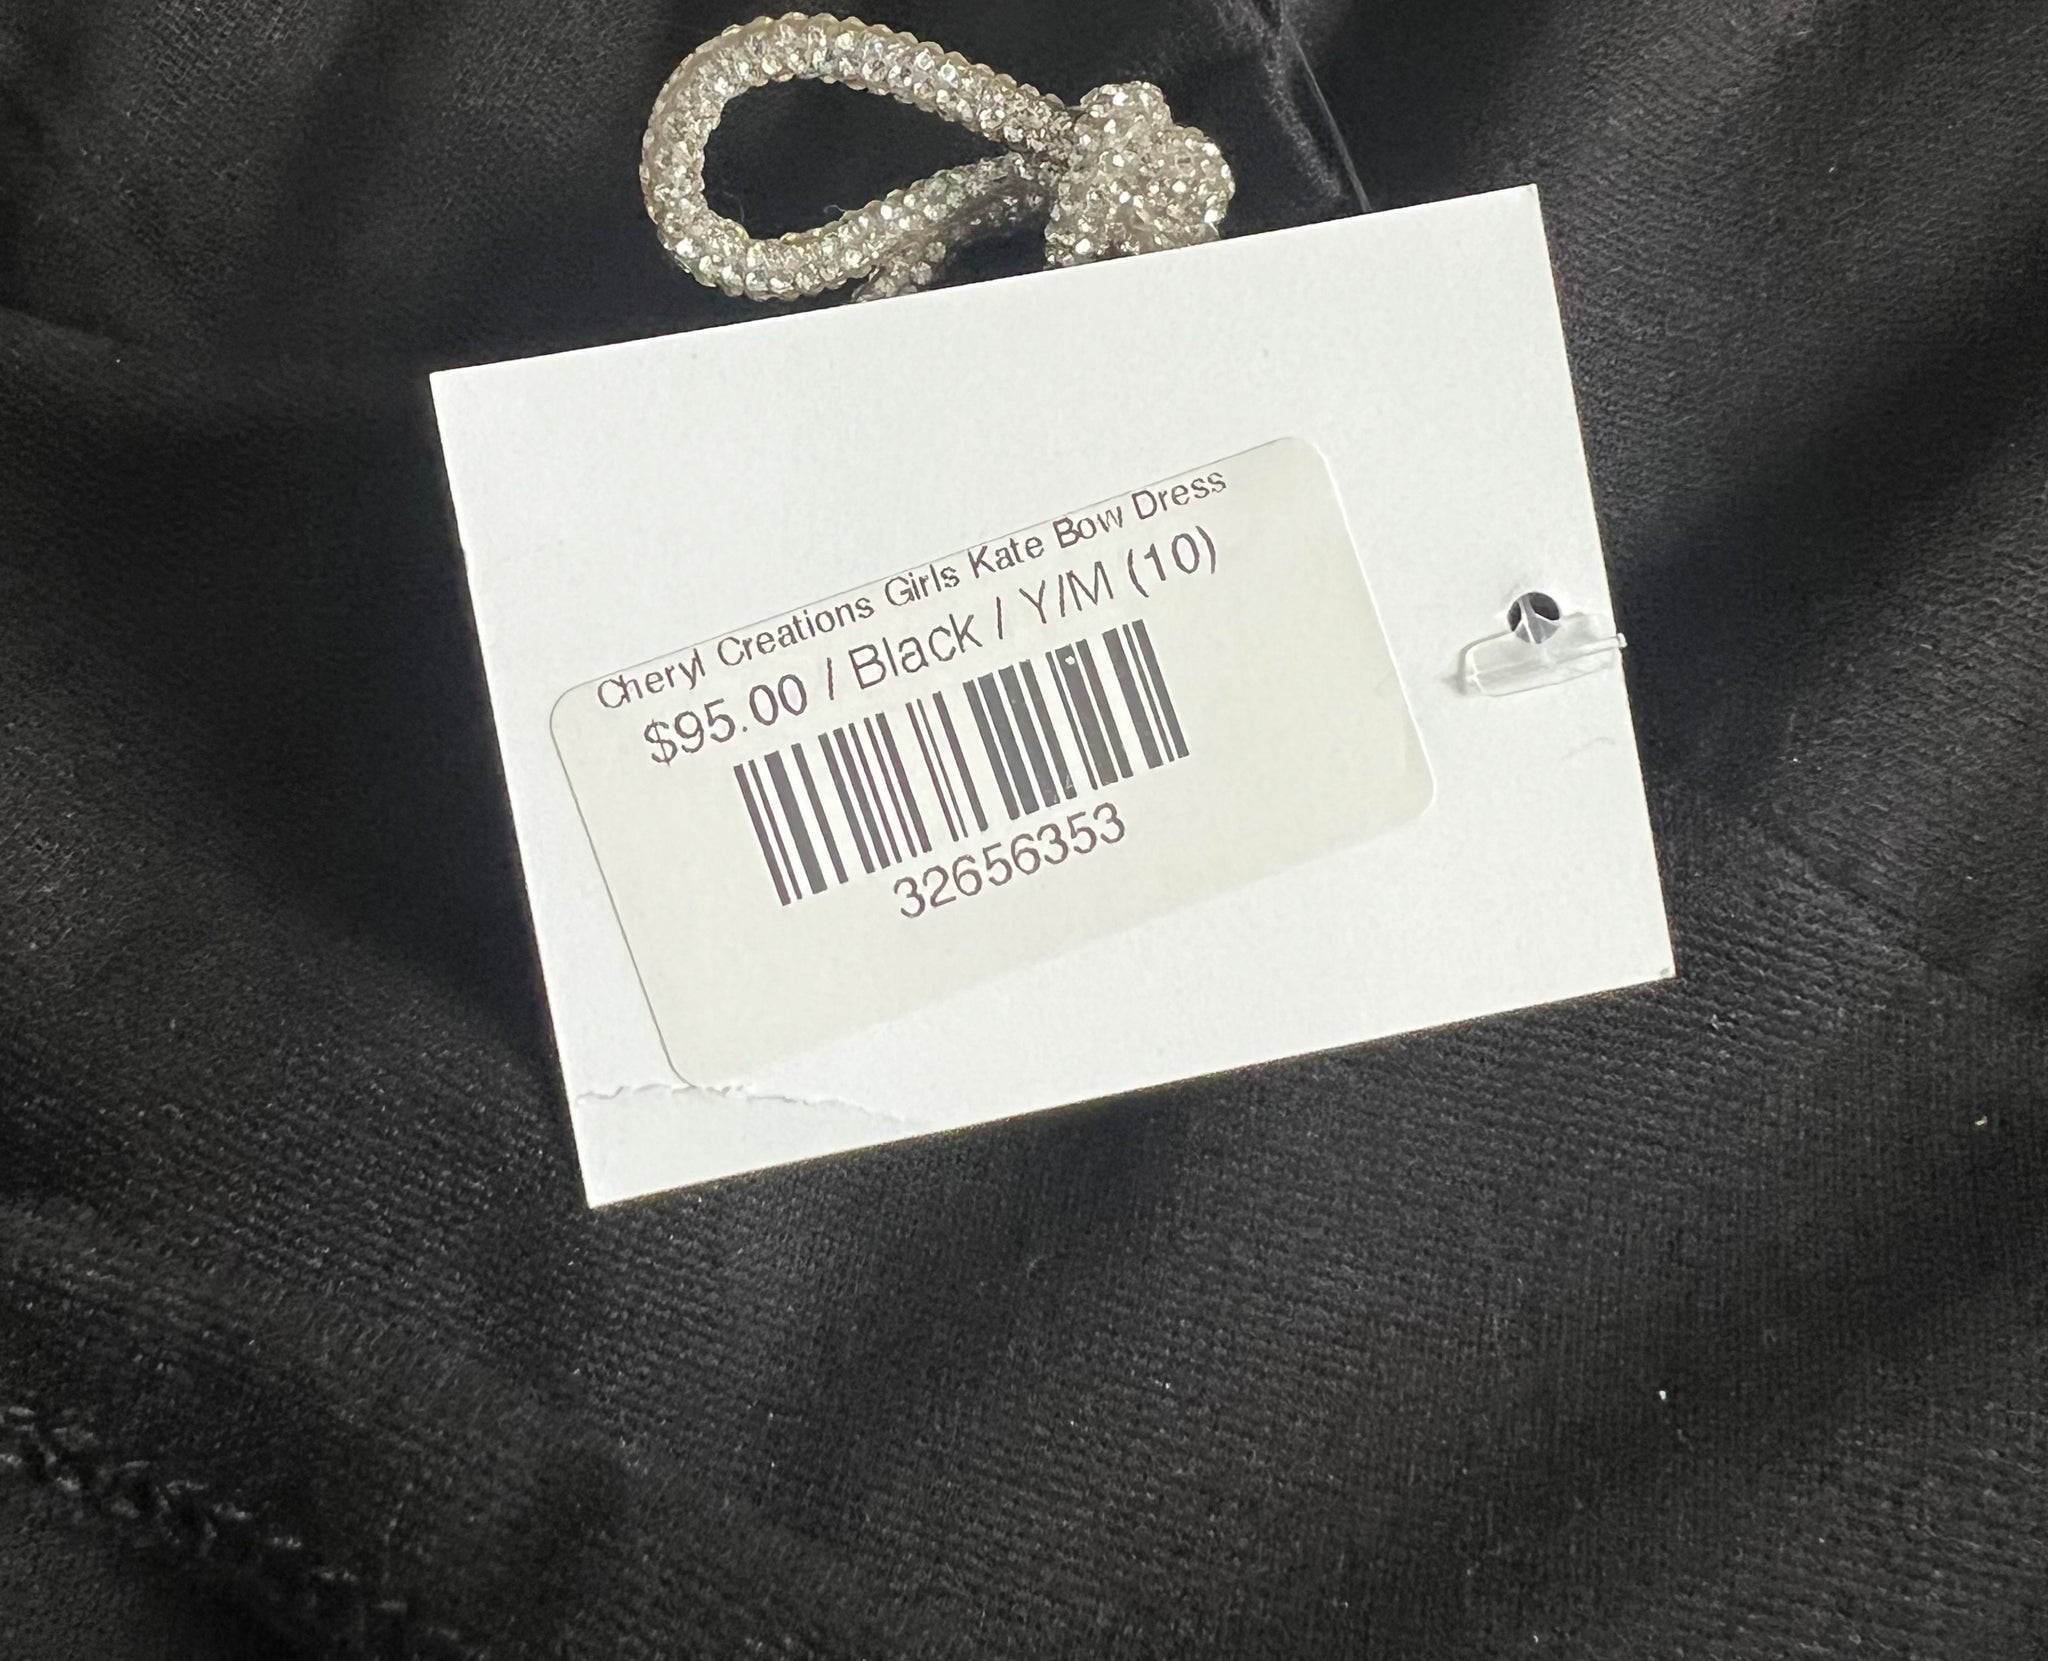 Cheryl Creations Girls Kate Bow Dress
$95.00 / Black / Y/M (10)
32656353